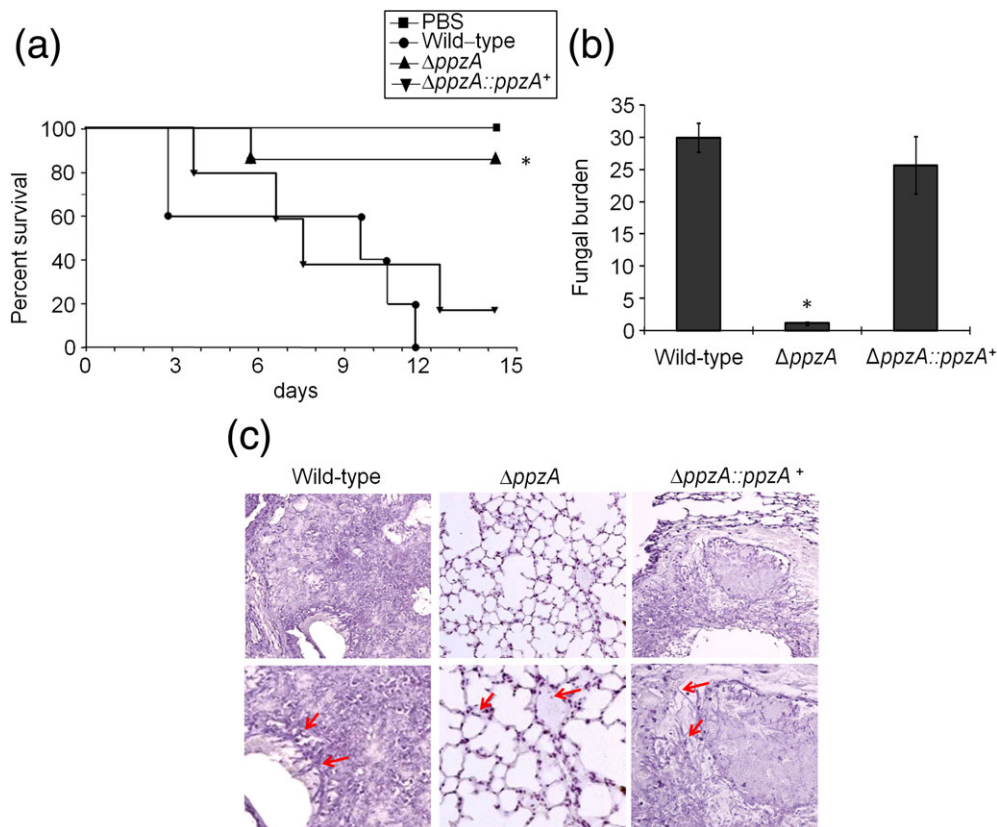 (a)
PBS
Wild–type
ΔppzA
ΔppzA::ppzA+
Percent survival
100
80
60
40
20
0
*
0 3 6 9 12 15
days
(b)
Fungal burden
35
30
25
20
15
10
5
0
*
Wild-type ΔppzA ΔppzA::ppzA+
(c)
Wild-type ΔppzA ΔppzA::ppzA +